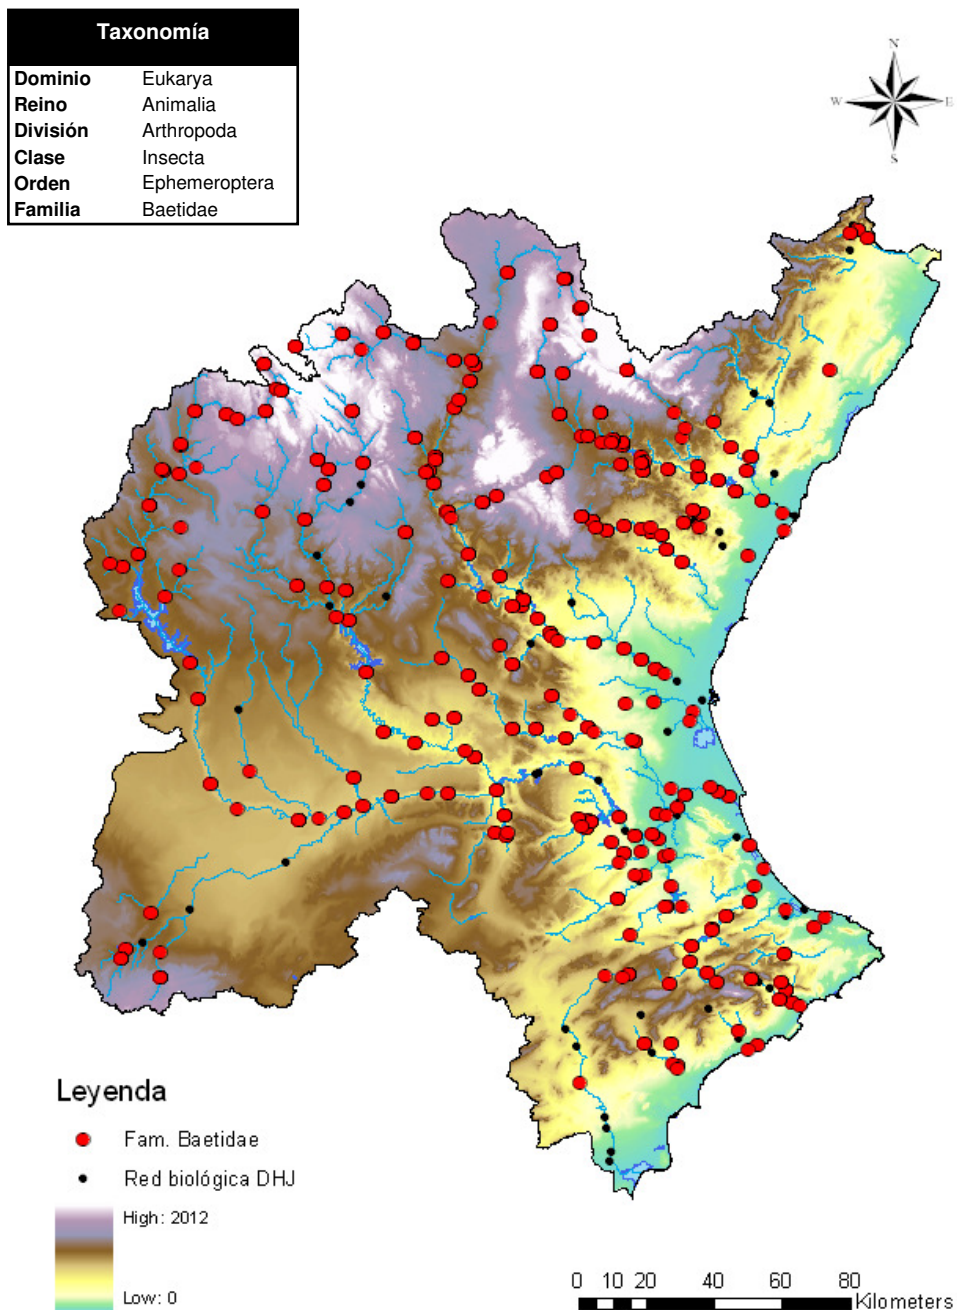 Taxonomía
Dominio Eukarya
Reino Animalia
División Arthropoda
Clase Insecta
Orden Ephemeroptera
Familia Baetidae
N
W E
S
Leyenda
Fam. Baetidae
Red biológica DHJ
High: 2012
Low: 0
0 10 20 40 60 80
Kilometers